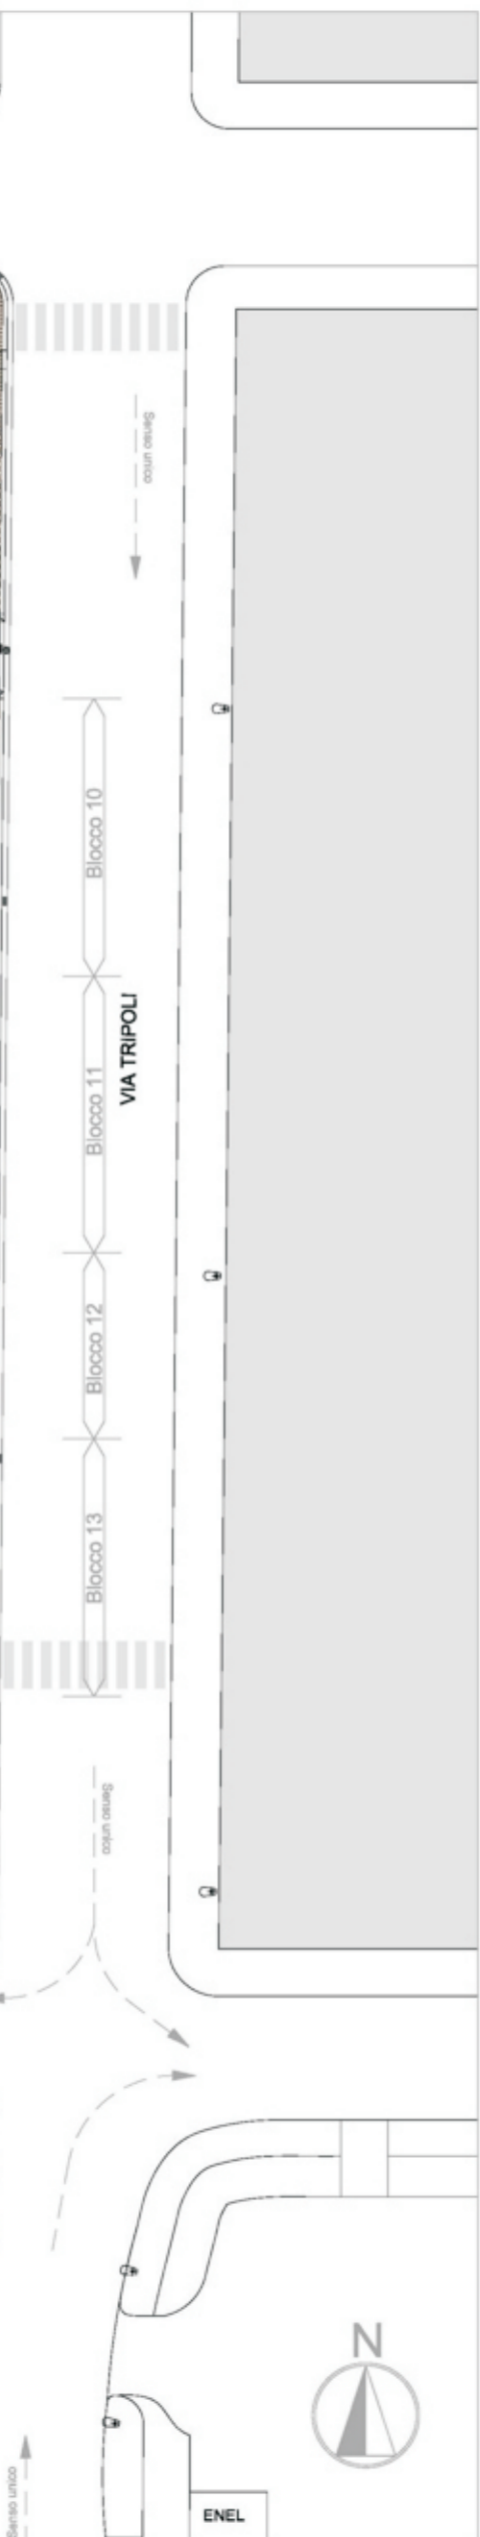 Senso unico
Blocco 10
Blocco 11
VIA TRIPOLI
Blocco 12
Blocco 13
Senso unico
N
Senso unico
ENEL